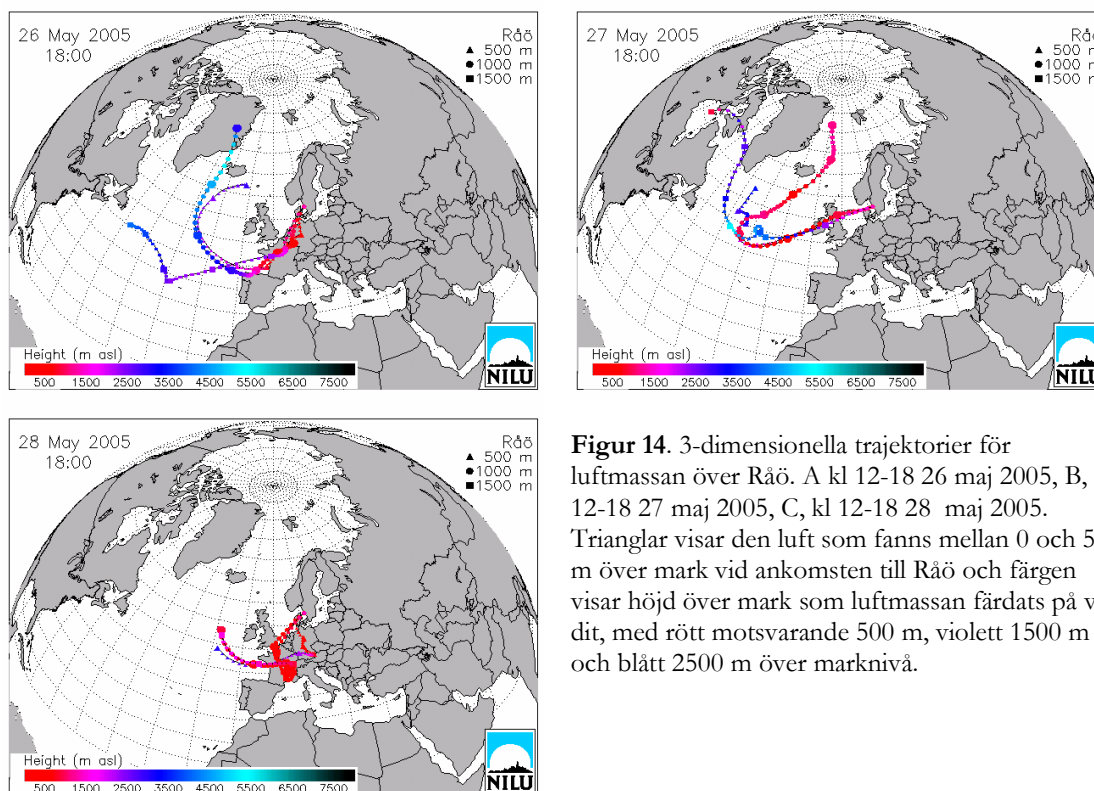 26 May 2005
18:00
Råö
500 m
1000 m
1500 m
Height (m asl)
500 1500 2500 3500 4500 5500 6500 7500
NILU
27 May 2005
18:00
Råö
500 m
1000 m
1500 m
Height (m asl)
500 1500 2500 3500 4500 5500 6500 7500
NILU
28 May 2005
18:00
Råö
500 m
1000 m
1500 m
Height (m asl)
500 1500 2500 3500 4500 5500 6500 7500
NILU
Figur 14. 3-dimensionella trajektorier för
luftmassan över Råö. A kl 12-18 26 maj 2005, B,
12-18 27 maj 2005, C, kl 12-18 28 maj 2005.
Trianglar visar den luft som fanns mellan 0 och
m över mark vid ankomsten till Råö och färgen
visar höjd över mark som luftmassan färdats på
dit, med rött motsvarande 500 m, violett 1500 m
och blått 2500 m över marknivå.